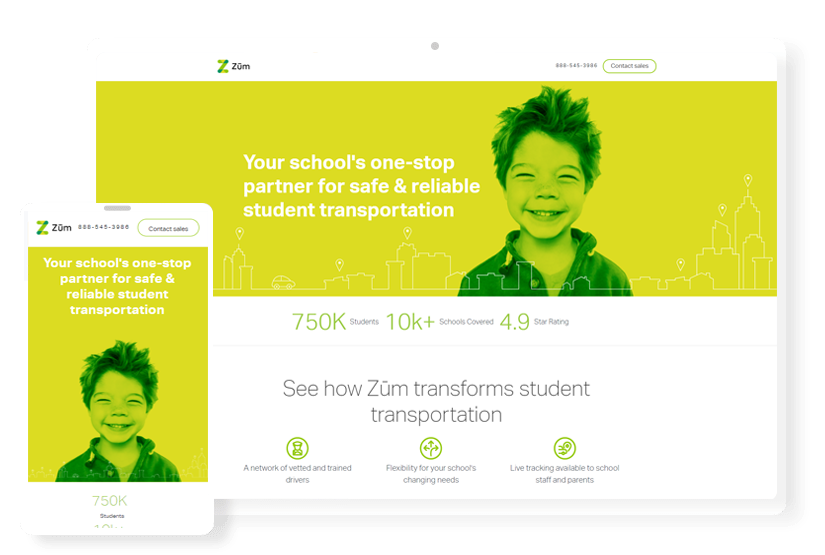 Zūm
888-545-3986
Contact sales
Your school's one-stop
partner for safe & reliable
student transportation
750K Students 10k+ Schools Covered 4.9 Star Rating
See how Zūm transforms student
transportation
A network of vetted and trained
drivers
Flexibility for your school's
changing needs
Live tracking available to school
staff and parents
Zūm
888-545-3986
Contact sales
Your school's one-stop
partner for safe &
reliable student
transportation
750K
Students
10k+